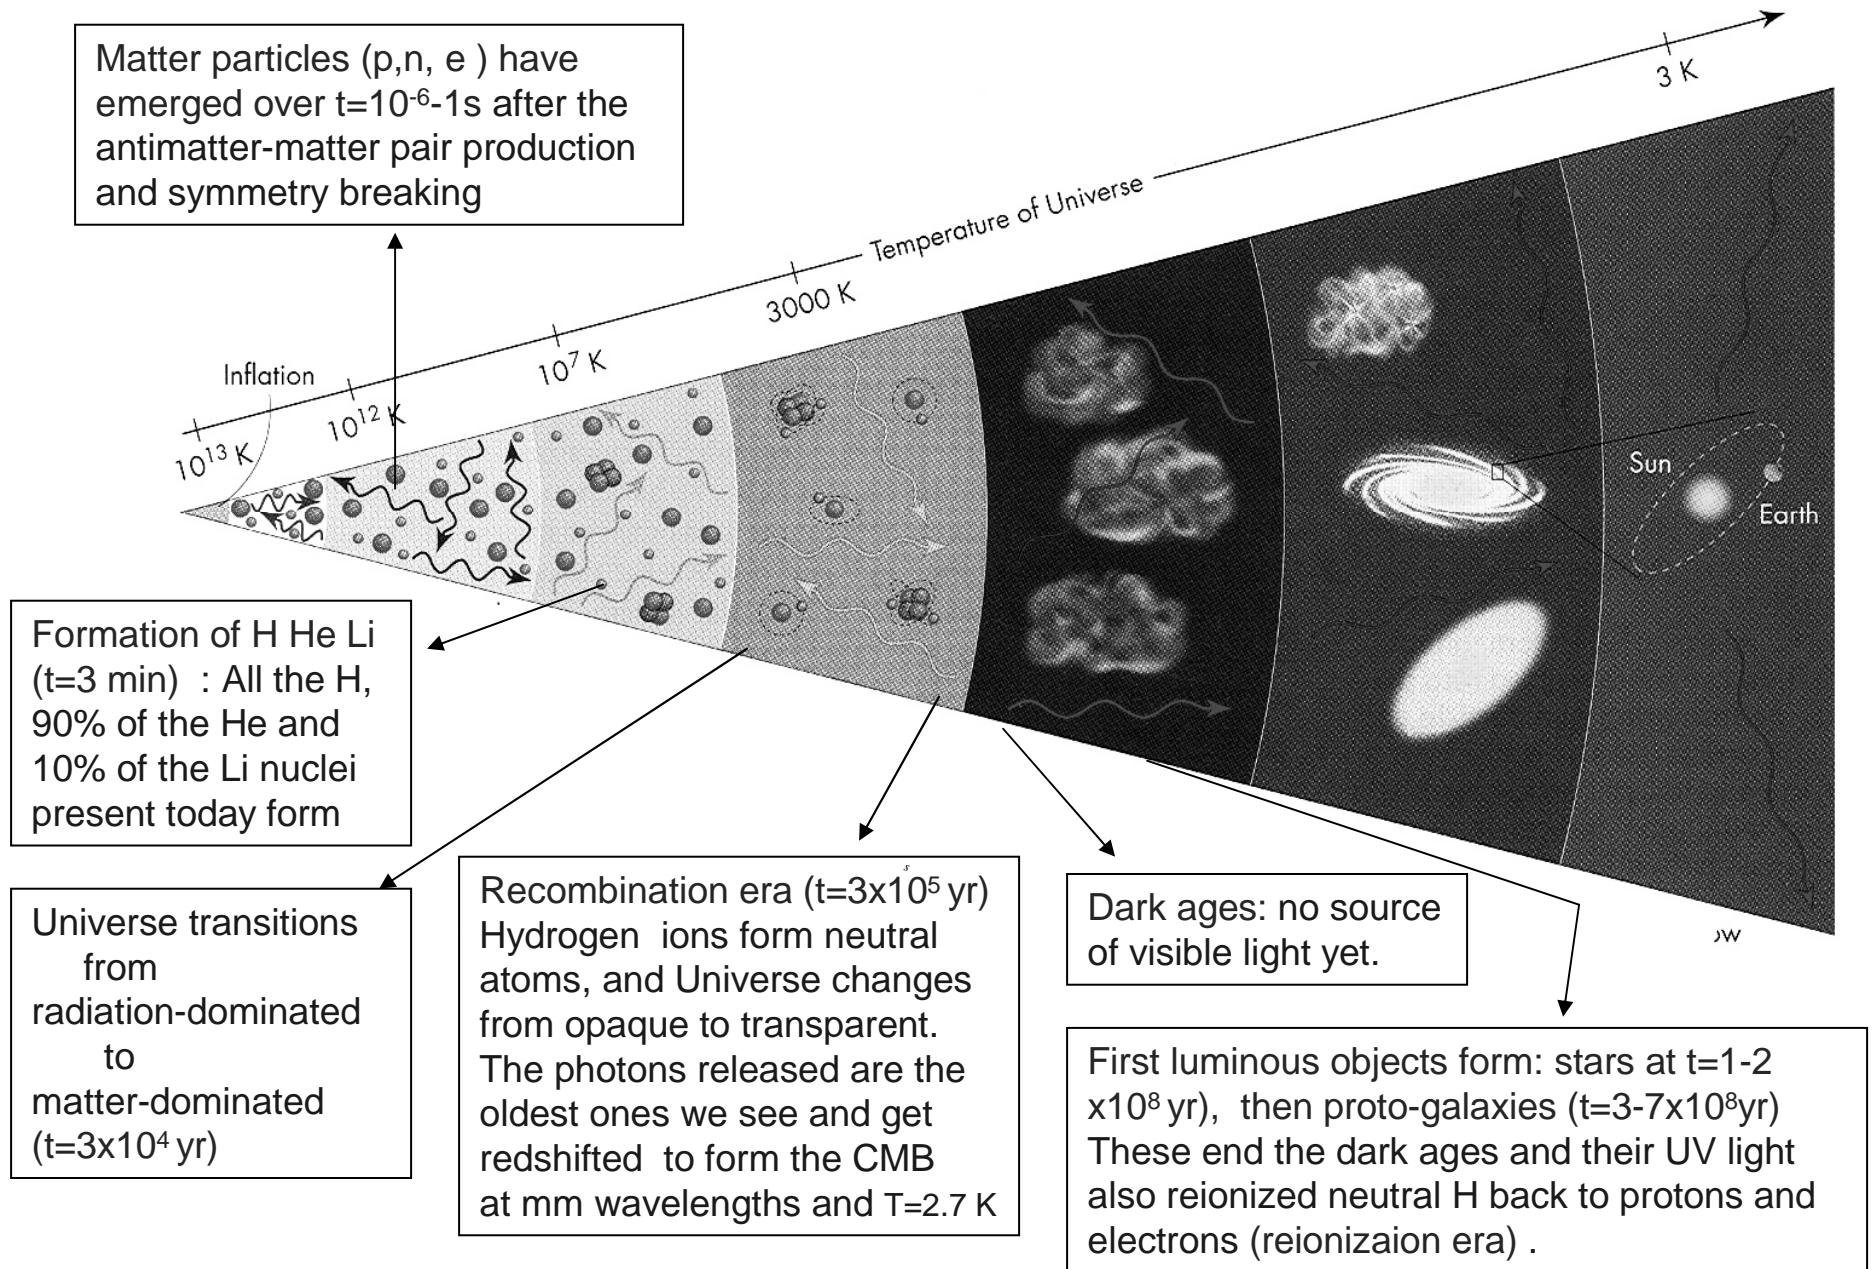 Matter particles (p,n, e ) have
emerged over t=10⁻⁶-1s after the
antimatter-matter pair production
and symmetry breaking
3 K
Temperature of Universe
3000 K
10⁷ K
Inflation
10¹² K
10¹³ K
Sun
Earth
Formation of H He Li
(t=3 min)  : All the H,
90% of the He and
10% of the Li nuclei
present today form
Universe transitions
from
radiation-dominated
to
matter-dominated
(t=3x10⁴ yr)
Recombination era (t=3x10⁵ yr)
Hydrogen  ions form neutral
atoms, and Universe changes
from opaque to transparent.
The photons released are the
oldest ones we see and get
redshifted  to form the CMB
at mm wavelengths and T=2.7 K
Dark ages: no source
of visible light yet.
First luminous objects form: stars at t=1-2
x10⁸ yr),  then proto-galaxies (t=3-7x10⁸yr)
These end the dark ages and their UV light
also reionized neutral H back to protons and
electrons (reionizaion era) .